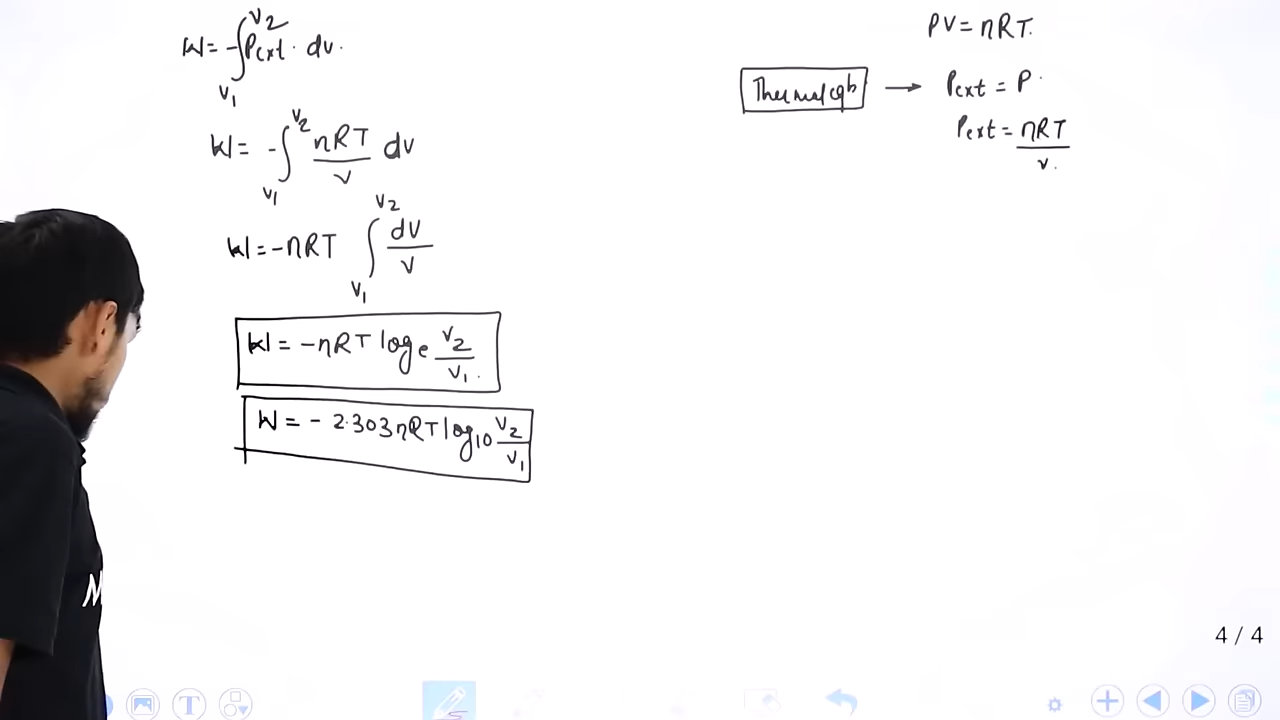 W = -∫V₁^V₂ Pext. dv.
W = -∫V₁^V₂ nRT/V dv
W = -nRT ∫V₁^V₂ dv/V
W = -nRT logₑ V₂/V₁.
W = - 2.303nRT log₁₀ V₂/V₁
PV = nRT.
Thermal eqb → Pext = P.
Pext = nRT/V.
4 / 4
T